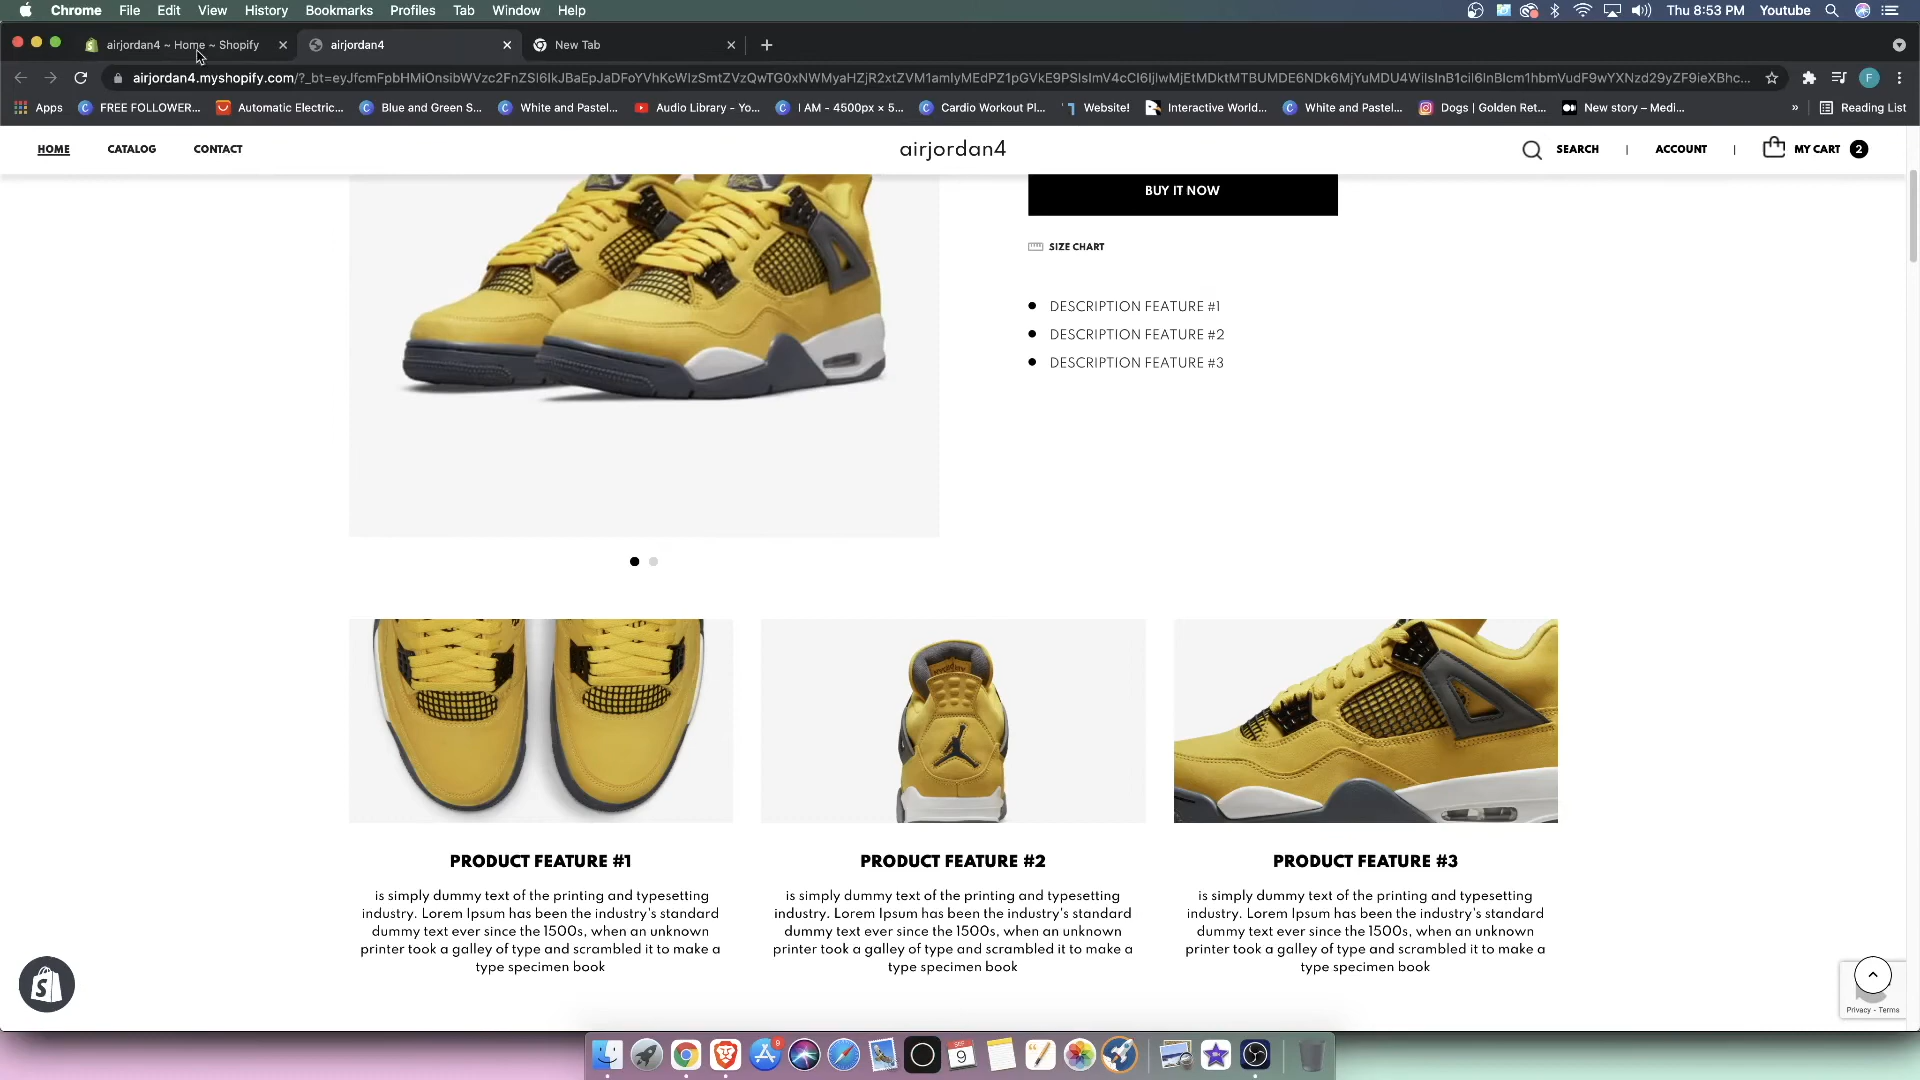 Chrome File Edit View History Bookmarks Profiles Tab Window Help Thu 8:53 PM Youtube
airjordan4 ~ Home ~ Shopify airjordan4 New Tab
Apps FREE FOLLOWER... Automatic Electric... Blue and Green S... White and Pastel... Audio Library - Yo... I AM - 4500px × 5... Cardio Workout Pl... Website! Interactive World... White and Pastel... Dogs | Golden Ret... New story – Medi... » Reading List
HOME CATALOG CONTACT airjordan4 SEARCH | ACCOUNT | MY CART 2
BUY IT NOW
SIZE CHART
DESCRIPTION FEATURE #1
DESCRIPTION FEATURE #2
DESCRIPTION FEATURE #3
PRODUCT FEATURE #1
is simply dummy text of the printing and typesetting
industry. Lorem Ipsum has been the industry's standard
dummy text ever since the 1500s, when an unknown
printer took a galley of type and scrambled it to make a
type specimen book
PRODUCT FEATURE #2
is simply dummy text of the printing and typesetting
industry. Lorem Ipsum has been the industry's standard
dummy text ever since the 1500s, when an unknown
printer took a galley of type and scrambled it to make a
type specimen book
PRODUCT FEATURE #3
is simply dummy text of the printing and typesetting
industry. Lorem Ipsum has been the industry's standard
dummy text ever since the 1500s, when an unknown
printer took a galley of type and scrambled it to make a
type specimen book
Privacy - Terms
SEP
9
9